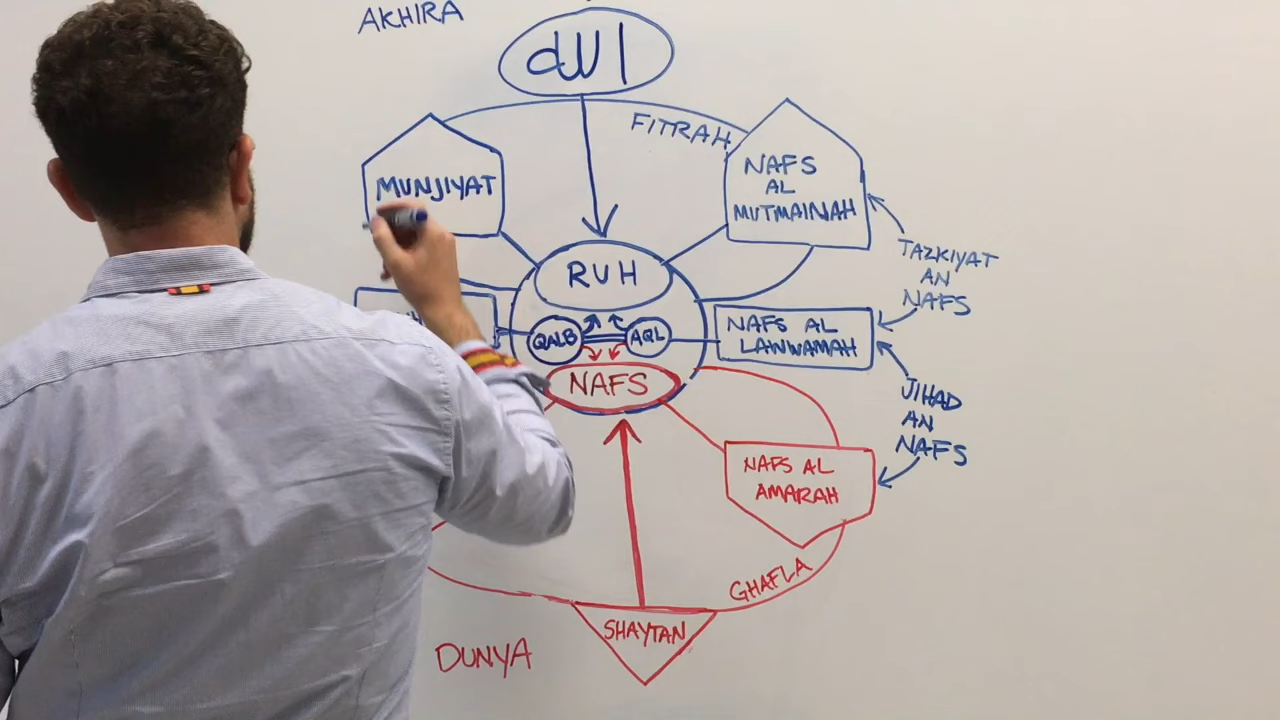 AKHIRA
الله
FITRAH
MUNJIYAT
NAFS
AL
MUTMAINAH
RUH
TAZKIYAT
AN
NAFS
QALB
AQL
NAFS AL
LAWWAMAH
NAFS
JIHAD
AN
NAFS
NAFS AL
AMARAH
GHAFLA
SHAYTAN
DUNYA